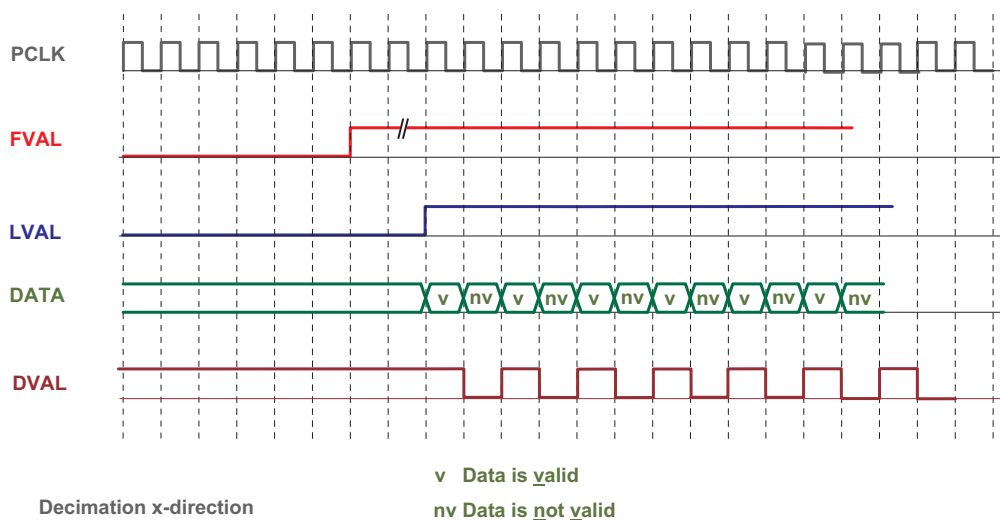 PCLK
FVAL
//
LVAL
DATA v nv v nv v nv v nv v nv v nv
DVAL
v Data is valid
Decimation x-direction
nv Data is not valid